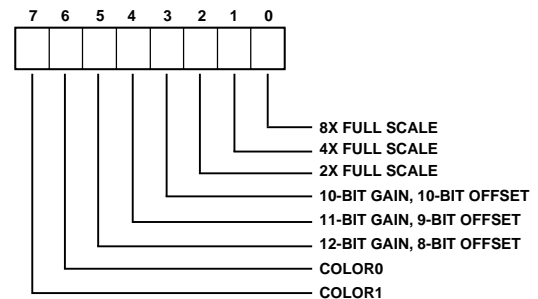 7 6 5 4 3 2 1 0
8X FULL SCALE
4X FULL SCALE
2X FULL SCALE
10-BIT GAIN, 10-BIT OFFSET
11-BIT GAIN, 9-BIT OFFSET
12-BIT GAIN, 8-BIT OFFSET
COLOR0
COLOR1